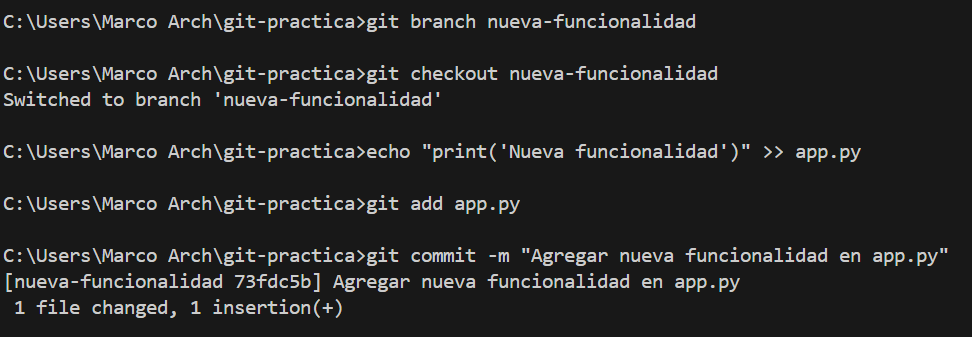 C:\Users\Marco Arch\git-practica>git branch nueva-funcionalidad
C:\Users\Marco Arch\git-practica>git checkout nueva-funcionalidad
Switched to branch 'nueva-funcionalidad'
C:\Users\Marco Arch\git-practica>echo "print('Nueva funcionalidad')" >> app.py
C:\Users\Marco Arch\git-practica>git add app.py
C:\Users\Marco Arch\git-practica>git commit -m "Agregar nueva funcionalidad en app.py"
[nueva-funcionalidad 73fdc5b] Agregar nueva funcionalidad en app.py
 1 file changed, 1 insertion(+)